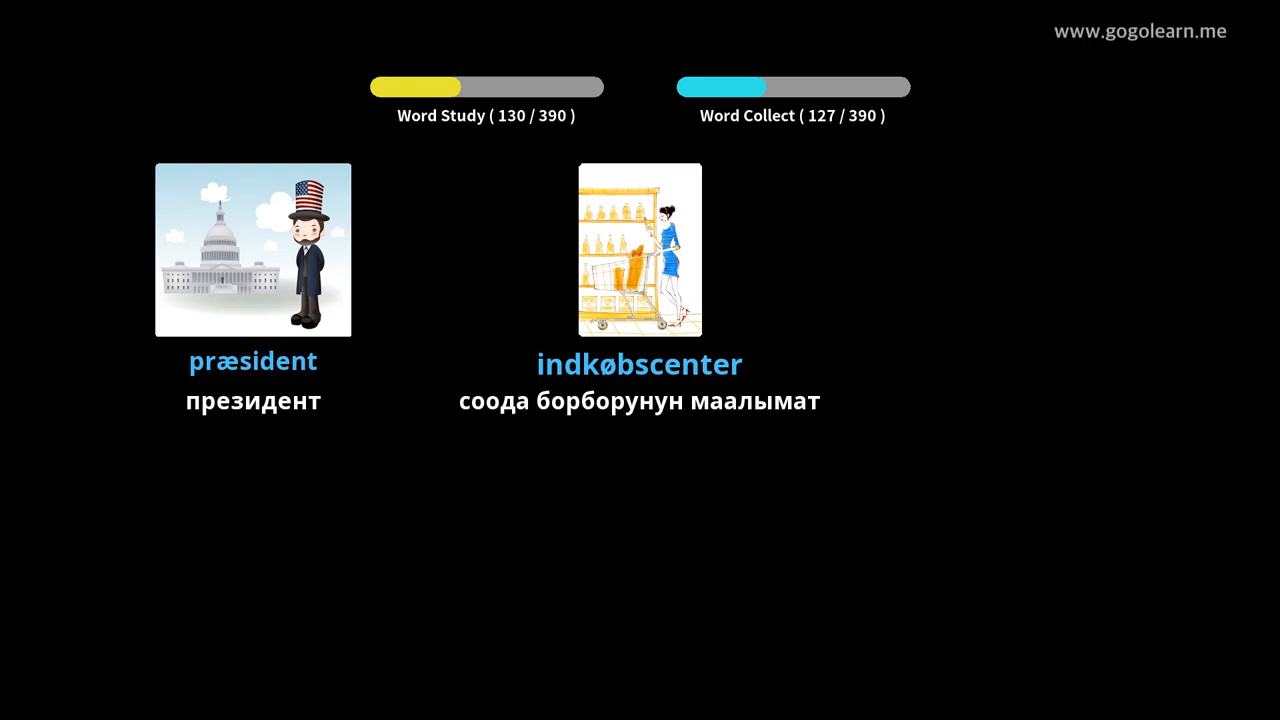 www.gogolearn.me
Word Study ( 130 / 390 )
Word Collect ( 127 / 390 )
præsident
президент
indkøbscenter
соода борборунун маалымат